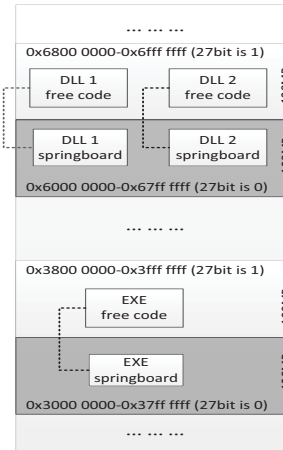 ... ... ...
0x6800 0000-0x6fff ffff (27bit is 1)
DLL 1
free code
DLL 2
free code
DLL 1
springboard
DLL 2
springboard
0x6000 0000-0x67ff ffff (27bit is 0)
... ... ...
0x3800 0000-0x3fff ffff (27bit is 1)
EXE
free code
EXE
springboard
0x3000 0000-0x37ff ffff (27bit is 0)
... ... ...